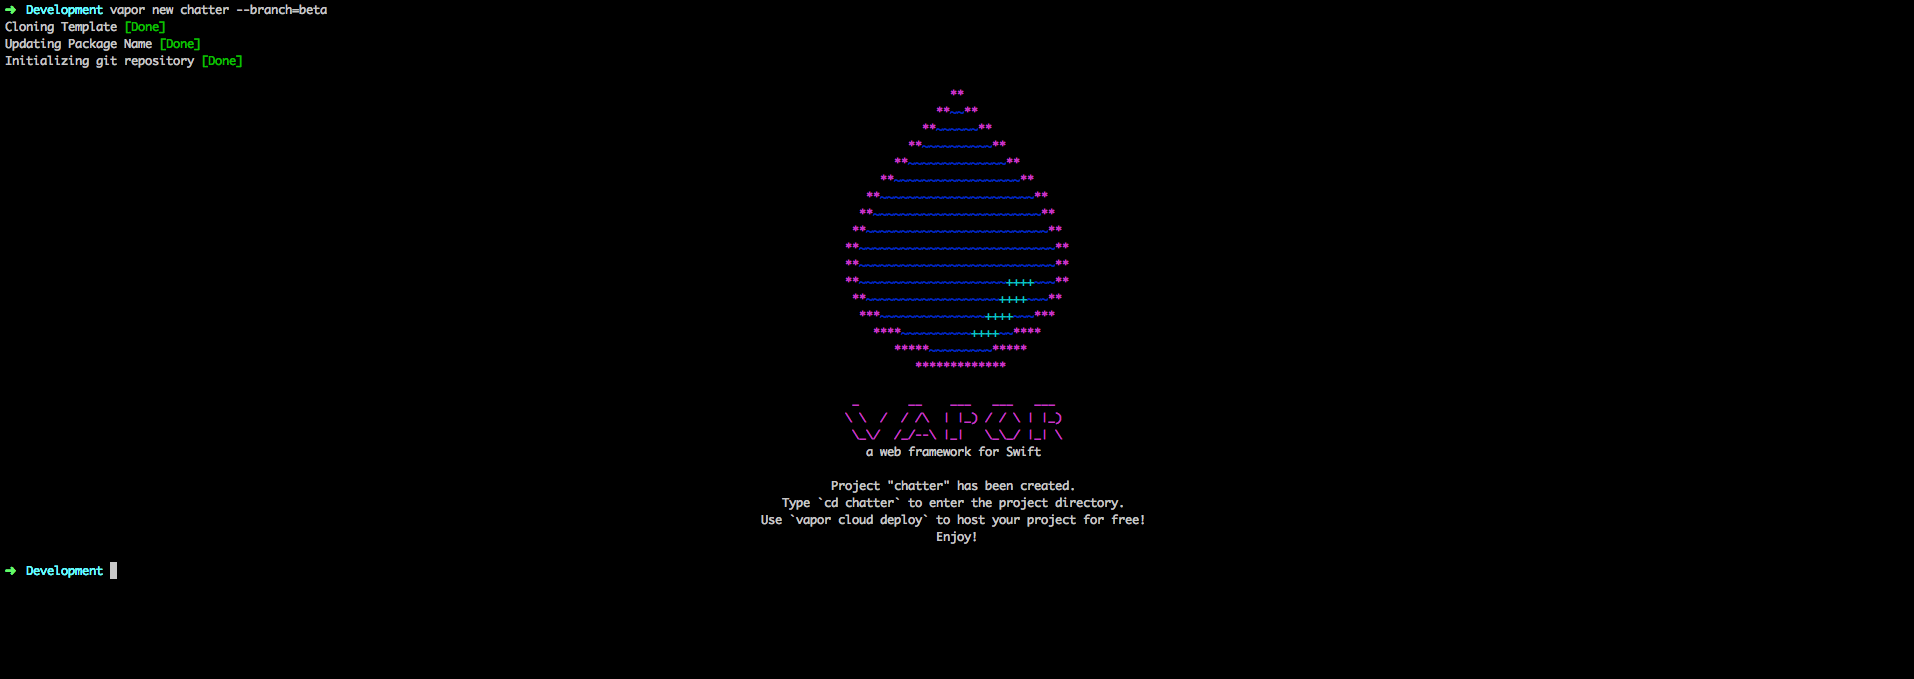 ➜ Development vapor new chatter --branch=beta
Cloning Template [Done]
Updating Package Name [Done]
Initializing git repository [Done]
VAPOR
a web framework for Swift
Project "chatter" has been created.
Type `cd chatter` to enter the project directory.
Use `vapor cloud deploy` to host your project for free!
Enjoy!
➜ Development